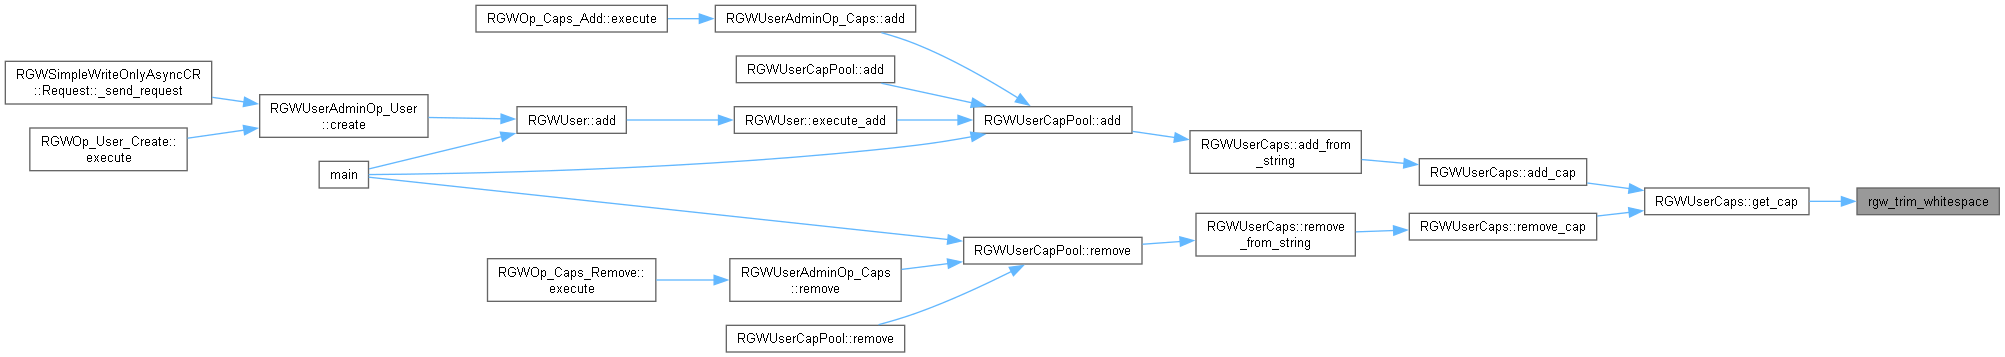 RGWOp_Caps_Add::execute
RGWUserAdminOp_Caps::add
RGWUserCapPool::add
RGWSimpleWriteOnlyAsyncCR
::Request::_send_request
RGWUserAdminOp_User
::create
RGWUser::add
RGWUser::execute_add
RGWUserCapPool::add
RGWOp_User_Create::
execute
main
RGWUserCaps::add_from
_string
RGWUserCaps::add_cap
RGWUserCaps::get_cap
rgw_trim_whitespace
RGWUserCaps::remove_cap
RGWUserCaps::remove
_from_string
RGWUserCapPool::remove
RGWOp_Caps_Remove::
execute
RGWUserAdminOp_Caps
::remove
RGWUserCapPool::remove